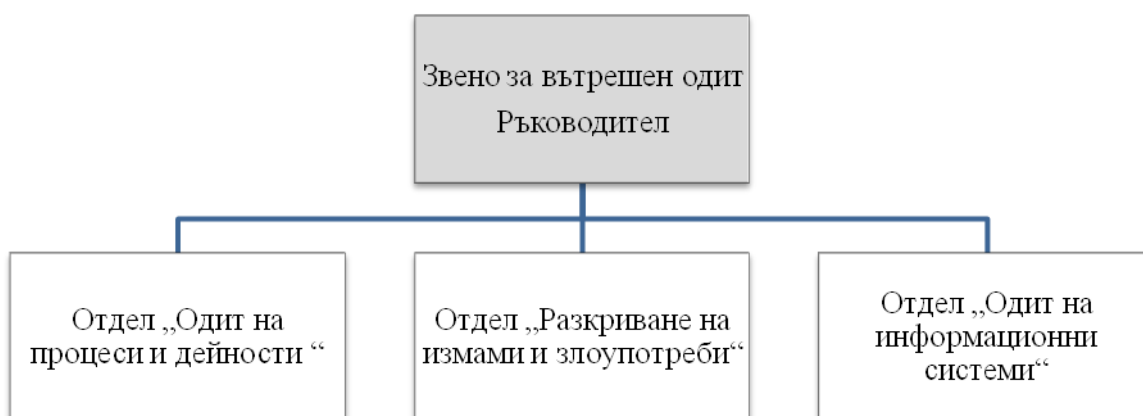 Звено за вътрешен одит
Ръководител
Отдел „Одит на
процеси и дейности “
Отдел „Разкриване на
измами и злоупотреби“
Отдел „Одит на
информационни
системи“